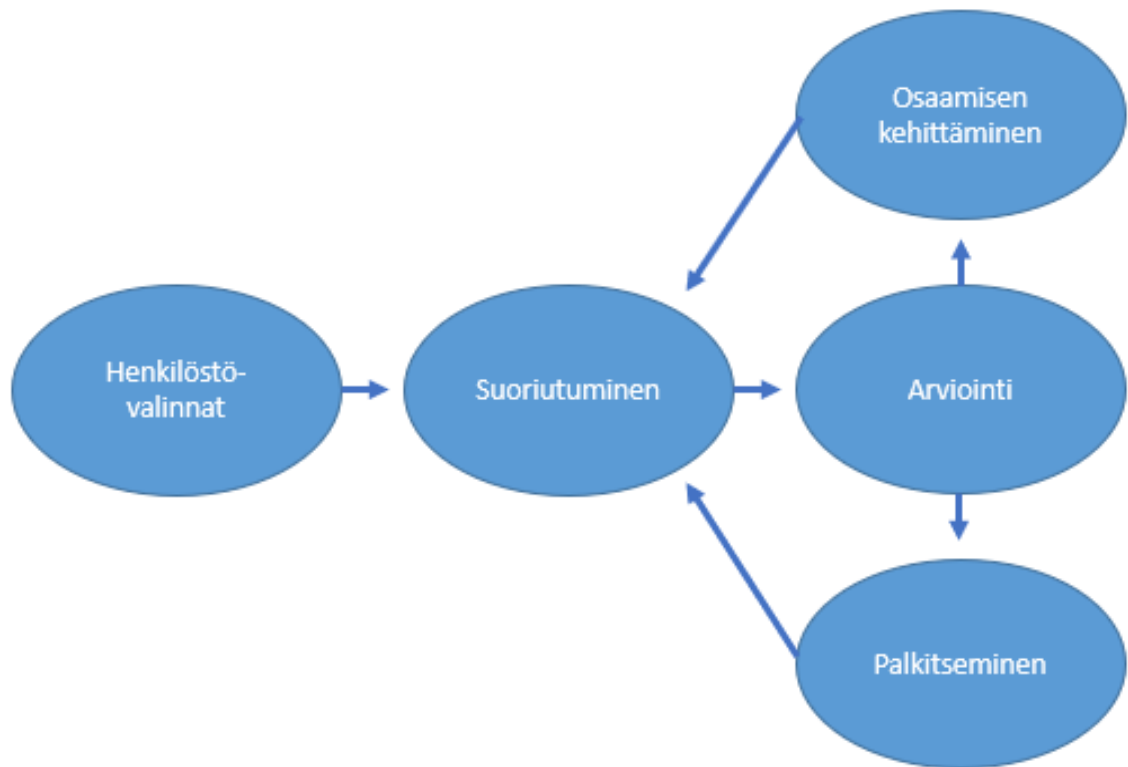 Osaamisen
kehittäminen
Henkilöstö-
valinnat
Suoriutuminen
Arviointi
Palkitseminen